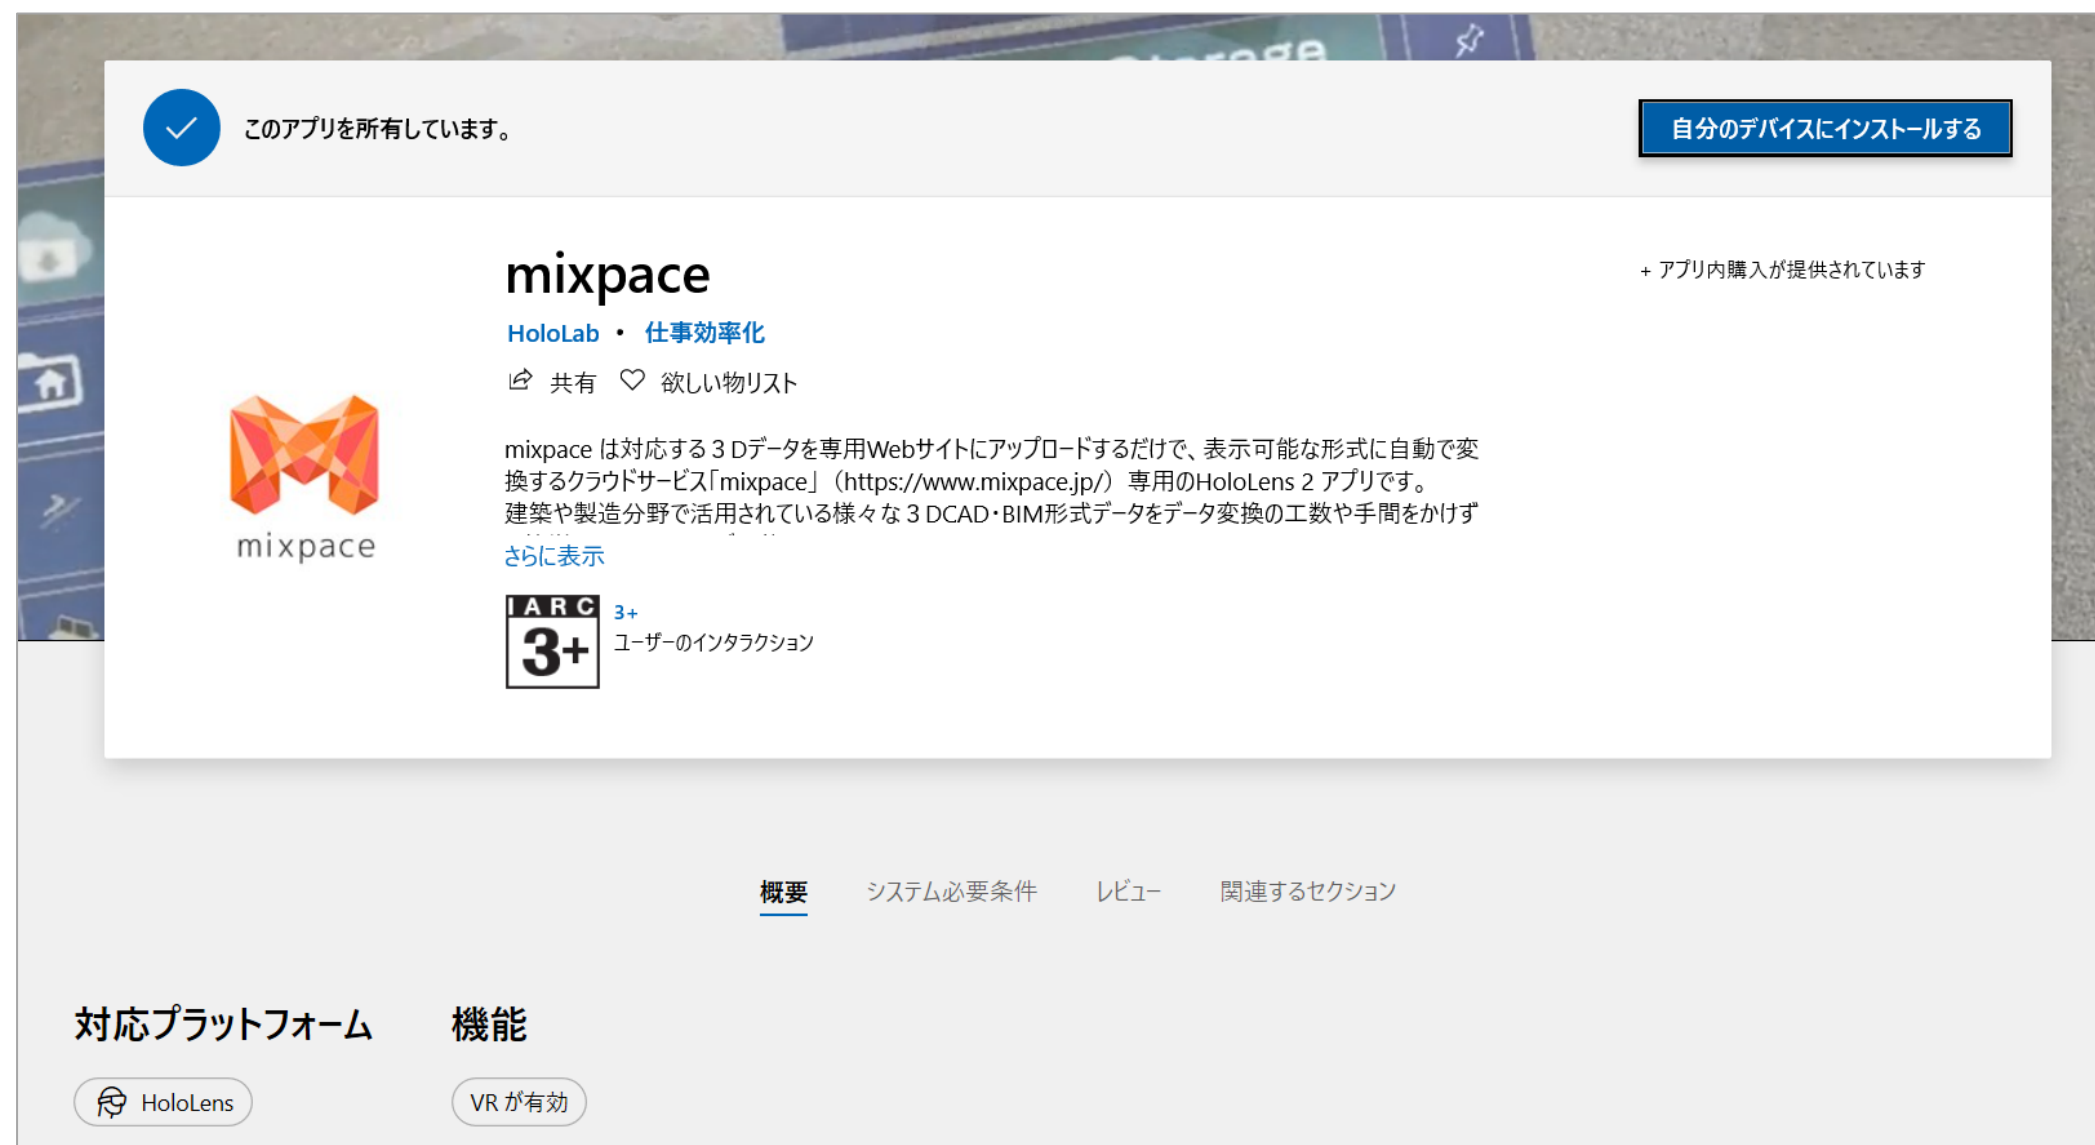 Storage
このアプリを所有しています。
自分のデバイスにインストールする
mixpace
+ アプリ内購入が提供されています
HoloLab • 仕事効率化
共有 欲しい物リスト
mixpace
mixpace は対応する３Dデータを専用Webサイトにアップロードするだけで、表示可能な形式に自動で変
換するクラウドサービス「mixpace」（https://www.mixpace.jp/）専用のHoloLens 2 アプリです。
建築や製造分野で活用されている様々な３DCAD・BIM形式データをデータ変換の工数や手間をかけず
さらに表示
IARC
3+
3+
ユーザーのインタラクション
概要 システム必要条件 レビュー 関連するセクション
対応プラットフォーム 機能
HoloLens VR が有効